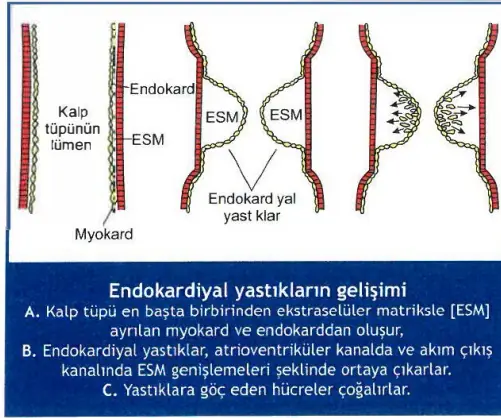 Endokard
Kalp
tüpünün
lümen
ESM
Myokard
ESM
ESM
Endokard yal
yast klar
Endokardiyal yastıkların gelişimi
A. Kalp tüpü en başta birbirinden ekstraselüler matriksle [ESM]
ayrılan myokard ve endokarddan oluşur,
B. Endokardiyal yastıklar, atrioventriküler kanalda ve akım çıkış
kanalında ESM genişlemeleri şeklinde ortaya çıkarlar.
C. Yastıklara göç eden hücreler çoğalırlar.